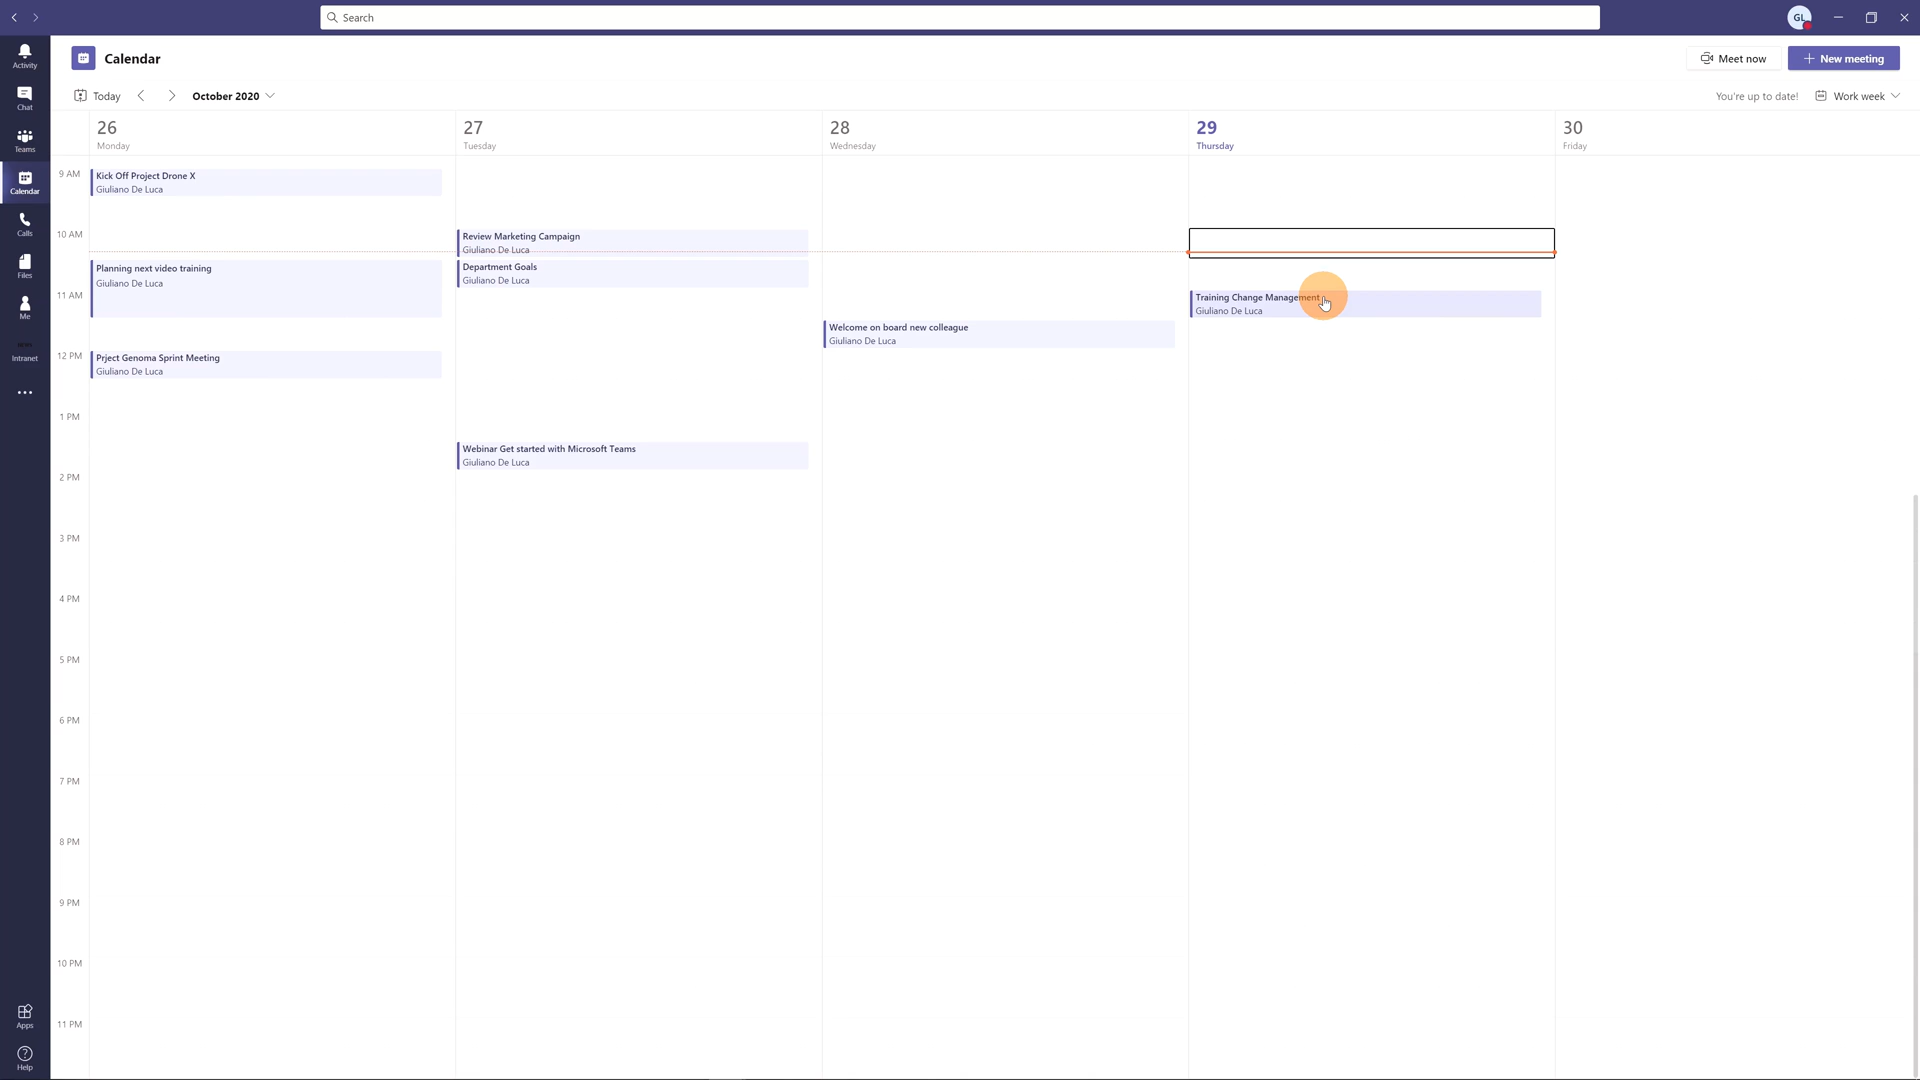 Search
GL
Activity
Chat
Teams
Calendar
Calls
Files
Me
Intranet
Apps
Help
Calendar
Meet now
New meeting
Today
October 2020
You're up to date!
Work week
26
Monday
27
Tuesday
28
Wednesday
29
Thursday
30
Friday
9 AM
10 AM
11 AM
12 PM
1 PM
2 PM
3 PM
4 PM
5 PM
6 PM
7 PM
8 PM
9 PM
10 PM
11 PM
Kick Off Project Drone X
Giuliano De Luca
Planning next video training
Giuliano De Luca
Prject Genoma Sprint Meeting
Giuliano De Luca
Review Marketing Campaign
Giuliano De Luca
Department Goals
Giuliano De Luca
Webinar Get started with Microsoft Teams
Giuliano De Luca
Welcome on board new colleague
Giuliano De Luca
Training Change Management
Giuliano De Luca